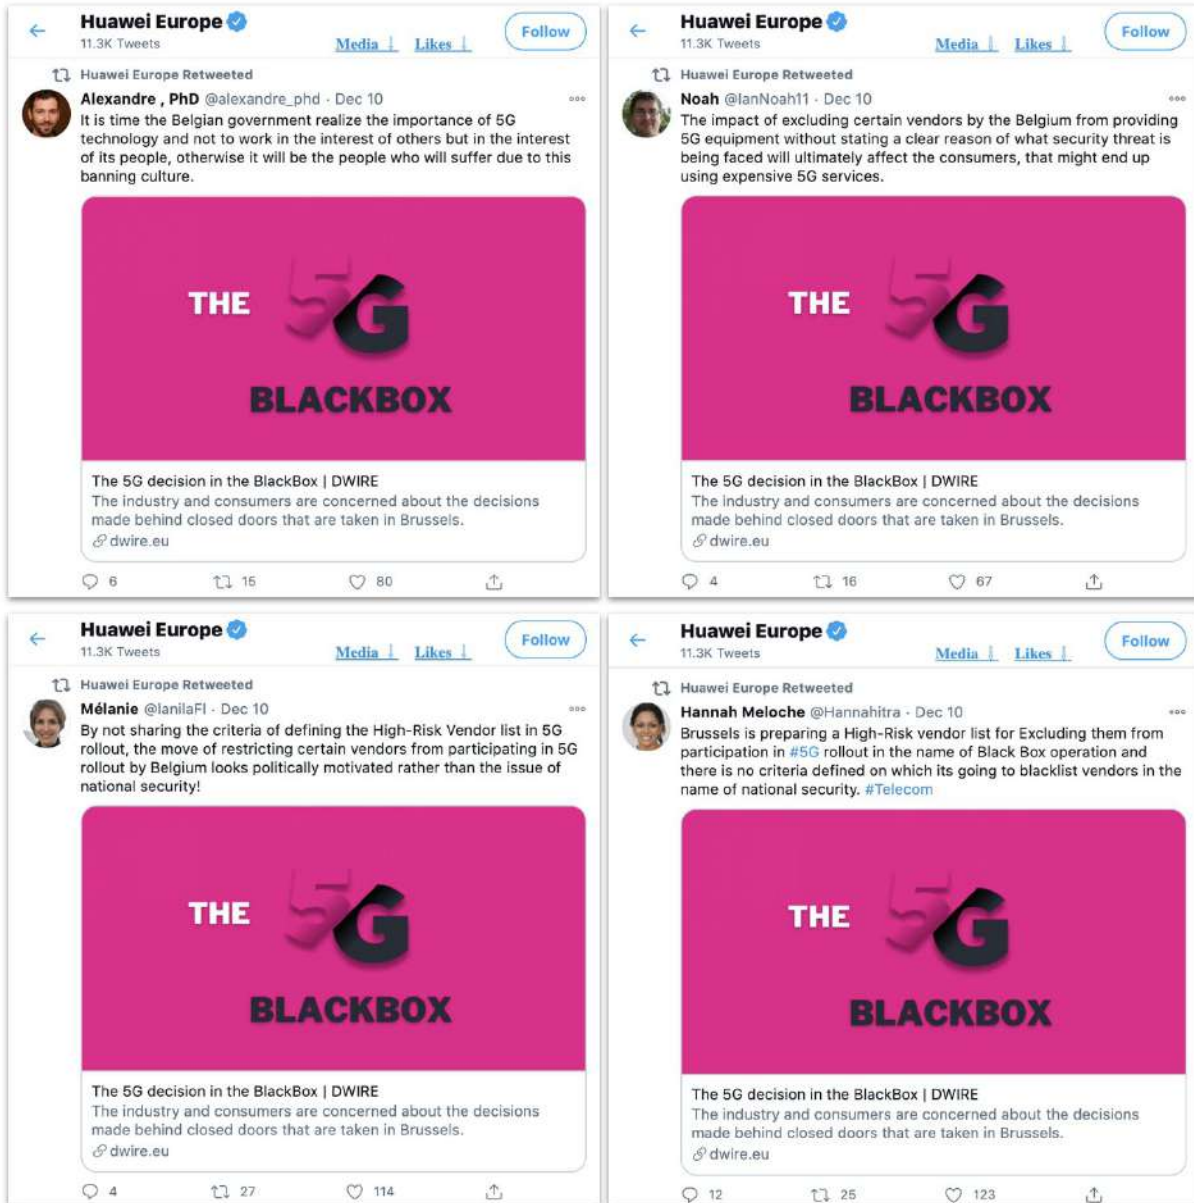 Huawei Europe
11.3K Tweets
Media Likes
Follow
Huawei Europe Retweeted
Alexandre , PhD @alexandre_phd · Dec 10
It is time the Belgian government realize the importance of 5G
technology and not to work in the interest of others but in the interest
of its people, otherwise it will be the people who will suffer due to this
banning culture.
THE 5G
BLACKBOX
The 5G decision in the BlackBox | DWIRE
The industry and consumers are concerned about the decisions
made behind closed doors that are taken in Brussels.
dwire.eu
6 15 80
Huawei Europe
11.3K Tweets
Media Likes
Follow
Huawei Europe Retweeted
Noah @IanNoah11 · Dec 10
The impact of excluding certain vendors by the Belgium from providing
5G equipment without stating a clear reason of what security threat is
being faced will ultimately affect the consumers, that might end up
using expensive 5G services.
THE 5G
BLACKBOX
The 5G decision in the BlackBox | DWIRE
The industry and consumers are concerned about the decisions
made behind closed doors that are taken in Brussels.
dwire.eu
4 16 67
Huawei Europe
11.3K Tweets
Media Likes
Follow
Huawei Europe Retweeted
Mélanie @lanilaFl · Dec 10
By not sharing the criteria of defining the High-Risk Vendor list in 5G
rollout, the move of restricting certain vendors from participating in 5G
rollout by Belgium looks politically motivated rather than the issue of
national security!
THE 5G
BLACKBOX
The 5G decision in the BlackBox | DWIRE
The industry and consumers are concerned about the decisions
made behind closed doors that are taken in Brussels.
dwire.eu
4 27 114
Huawei Europe
11.3K Tweets
Media Likes
Follow
Huawei Europe Retweeted
Hannah Meloche @Hannahitra · Dec 10
Brussels is preparing a High-Risk vendor list for Excluding them from
participation in #5G rollout in the name of Black Box operation and
there is no criteria defined on which its going to blacklist vendors in the
name of national security. #Telecom
THE 5G
BLACKBOX
The 5G decision in the BlackBox | DWIRE
The industry and consumers are concerned about the decisions
made behind closed doors that are taken in Brussels.
dwire.eu
12 25 123